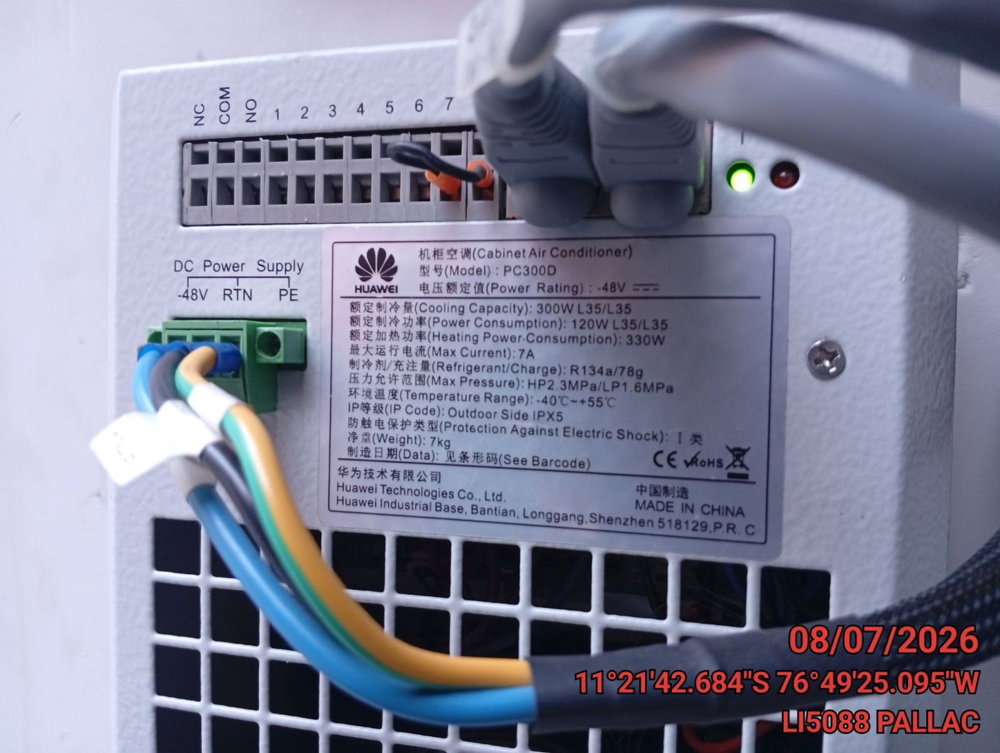 NC COM NO 1 2 3 4 5 6 7
DC Power Supply
-48V RTN PE
HUAWEI
机柜空调(Cabinet Air Conditioner)
型号(Model) : PC300D
电压额定值(Power Rating) : -48V
额定制冷量(Cooling Capacity): 300W L35/L35
额定制冷功率(Power Consumption): 120W L35/L35
额定加热功率(Heating Power-Consumption): 330W
最大运行电流(Max Current): 7A
制冷剂/充注量(Refrigerant/Charge): R134a/78g
压力允许范围(Max Pressure): HP2.3MPa/LP1.6MPa
环境温度(Temperature Range): -40℃~+55℃
IP等级(IP Code): Outdoor Side IPX5
防触电保护类型(Protection Against Electric Shock): I 类
净重(Weight): 7kg
制造日期(Data): 见条形码(See Barcode)
CE RoHS
华为技术有限公司
Huawei Technologies Co., Ltd.
Huawei Industrial Base, Bantian, Longgang,Shenzhen 518129,P.R. C
中国制造
MADE IN CHINA
08/07/2026
11°21'42.684"S 76°49'25.095"W
LI5088 PALLAC